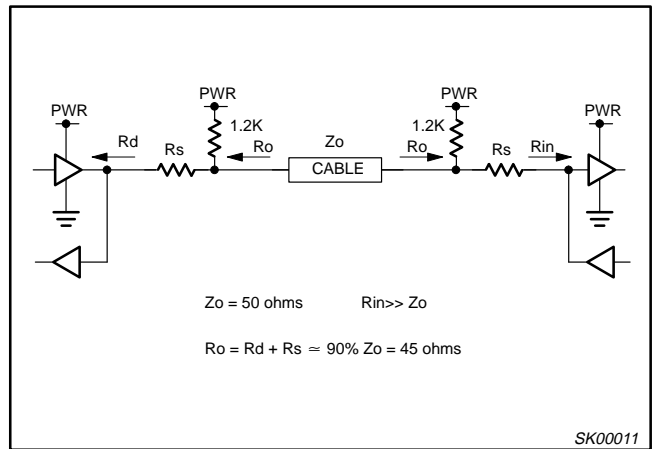 PWR PWR
PWR PWR
Rd 1.2K Zo 1.2K
Rs Ro Ro Rs Rin
CABLE
Zo = 50 ohms Rin>> Zo
Ro = Rd + Rs ≃ 90% Zo = 45 ohms
SK00011